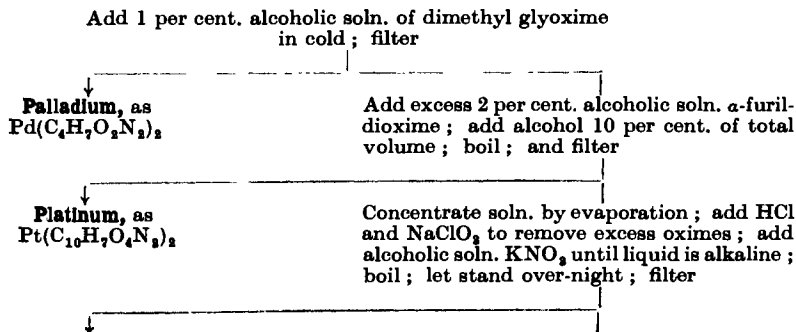 Add 1 per cent. alcoholic soln. of dimethyl glyoxime
in cold ; filter
Palladium, as
Pd(C₄H₇O₂N₂)₂
Add excess 2 per cent. alcoholic soln. α-furil-
dioxime ; add alcohol 10 per cent. of total
volume ; boil ; and filter
Platinum, as
Pt(C₁₀H₇O₄N₂)₂
Concentrate soln. by evaporation ; add HCl
and NaClO₃ to remove excess oximes ; add
alcoholic soln. KNO₃ until liquid is alkaline ;
boil ; let stand over-night ; filter